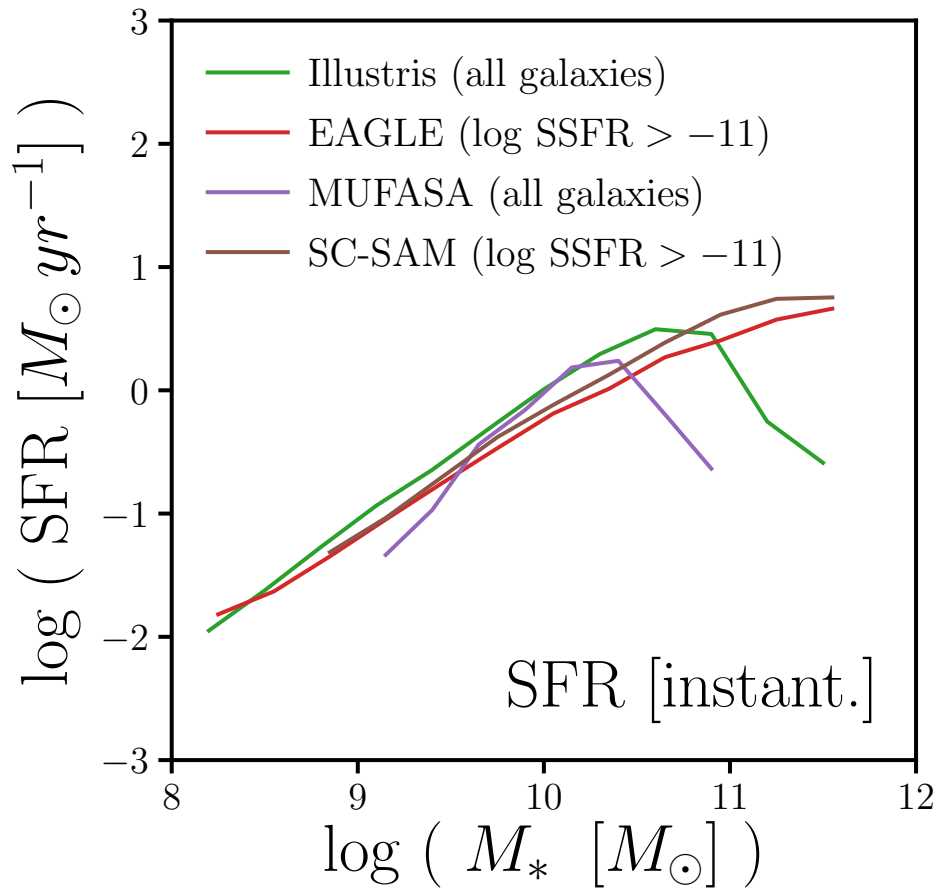 3
2
1
0
−1
−2
−3
log ( SFR [M⊙ yr−1] )
Illustris (all galaxies)
EAGLE (log SSFR > −11)
MUFASA (all galaxies)
SC-SAM (log SSFR > −11)
SFR [instant.]
8 9 10 11 12
log ( M∗ [M⊙] )